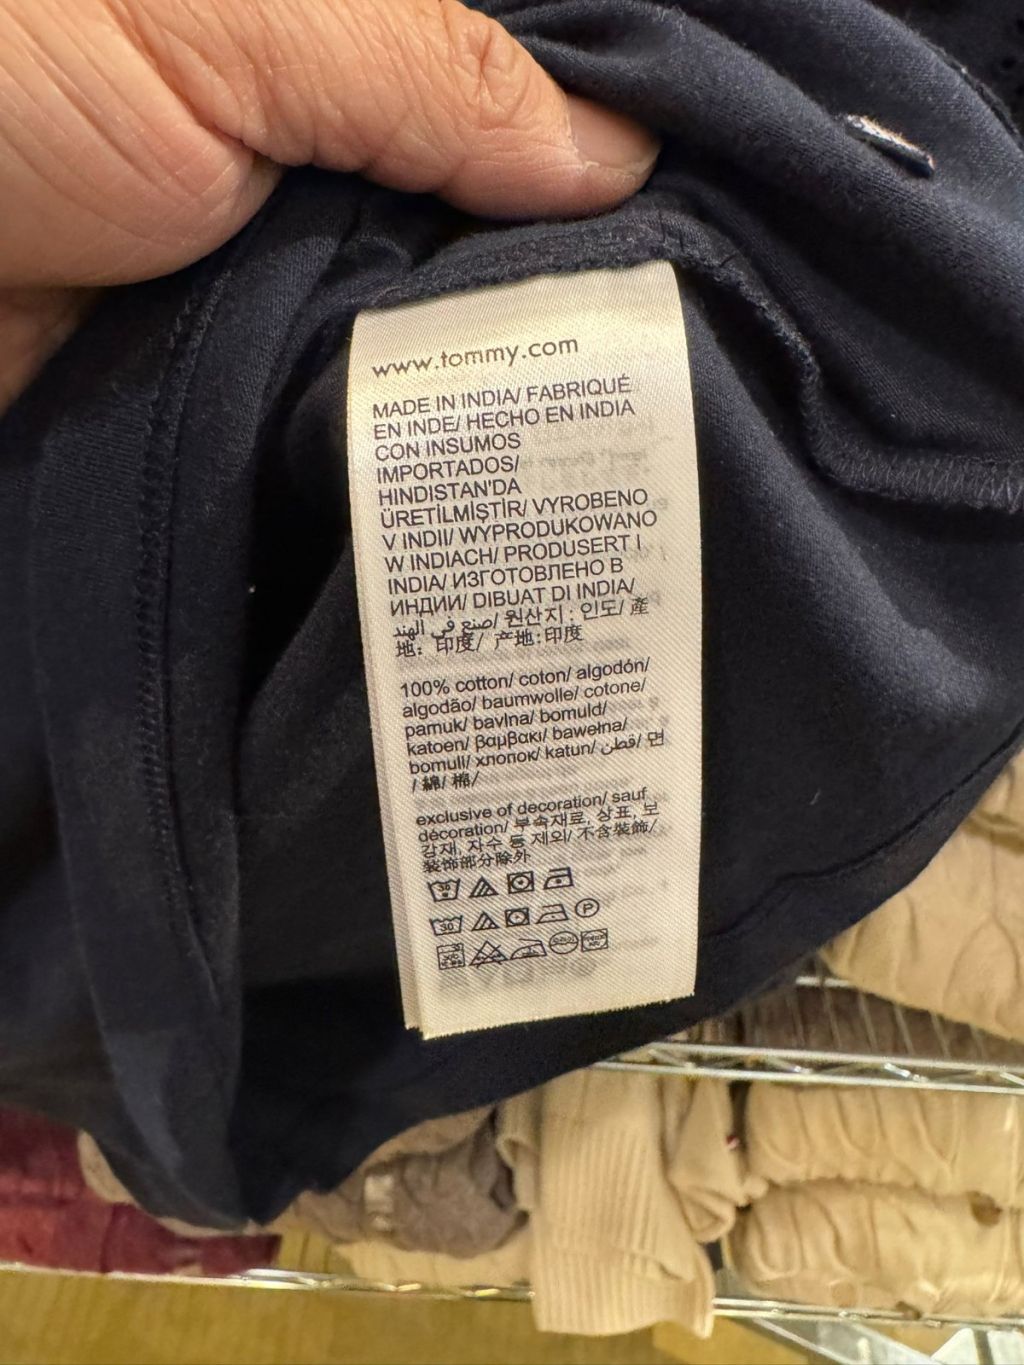 www.tommy.com
MADE IN INDIA/ FABRIQUÉ
EN INDE/ HECHO EN INDIA
CON INSUMOS
IMPORTADOS/
HINDISTAN'DA
ÜRETİLMİŞTİR/ VYROBENO
V INDII/ WYPRODUKOWANO
W INDIACH/ PRODUSERT I
INDIA/ ИЗГОТОВЛЕНО В
ИНДИИ/ DIBUAT DI INDIA/
صنع في الهند/ 원산지 : 인도/ 產
地: 印度/ 产地:印度
100% cotton/ coton/ algodón/
algodão/ baumwolle/ cotone/
pamuk/ bavlna/ bomuld/
katoen/ βαμβακι/ bawełna/
bomull/ хлопок/ katun/ قطن/ 면
/ 綿/ 棉/
exclusive of decoration/ sauf
décoration/ 부속재료, 상표, 보
강재, 자수 등 제외/ 不含裝飾/
装饰部分除外
30
30 P
30